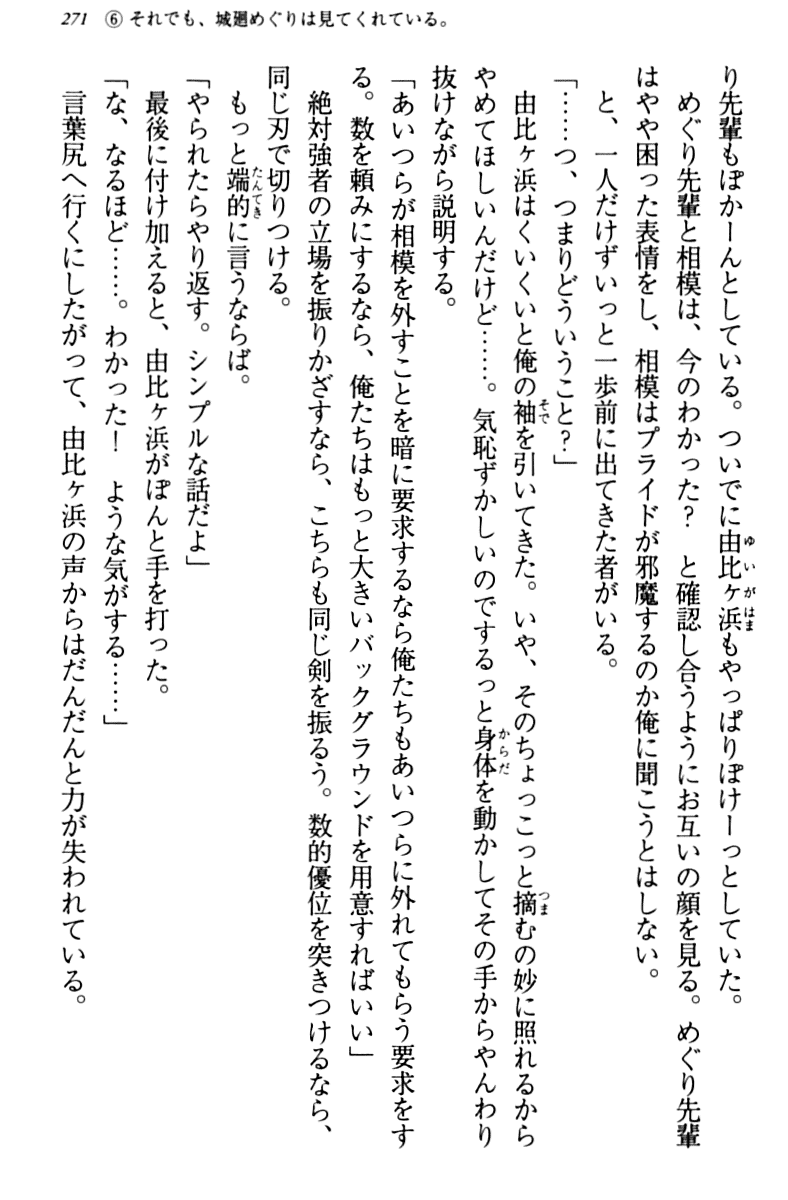 271 ⑥ それでも、城廻めぐりは見てくれている。
り先輩もぽかーんとしている。ついでに由比ヶ浜もやっぱりぽけーっとしていた。
めぐり先輩と相模は、今のわかった？　と確認し合うようにお互いの顔を見る。めぐり先輩
はやや困った表情をし、相模はプライドが邪魔するのか俺に聞こうとはしない。
と、一人だけずいっと一歩前に出てきた者がいる。
「……つ、つまりどういうこと？」
由比ヶ浜はくいくいと俺の袖を引いてきた。いや、そのちょっこっと摘むの妙に照れるから
やめてほしいんだけど……。気恥ずかしいのでするっと身体を動かしてその手からやんわり
抜けながら説明する。
「あいつらが相模を外すことを暗に要求するなら俺たちもあいつらに外れてもらう要求をす
る。数を頼みにするなら、俺たちはもっと大きいバックグラウンドを用意すればいい」
絶対強者の立場を振りかざすなら、こちらも同じ剣を振るう。数的優位を突きつけるなら、
同じ刃で切りつける。
もっと端的に言うならば。
「やられたらやり返す。シンプルな話だよ」
最後に付け加えると、由比ヶ浜がぽんと手を打った。
「な、なるほど……。わかった！　ような気がする……」
言葉尻へ行くにしたがって、由比ヶ浜の声からはだんだんと力が失われている。